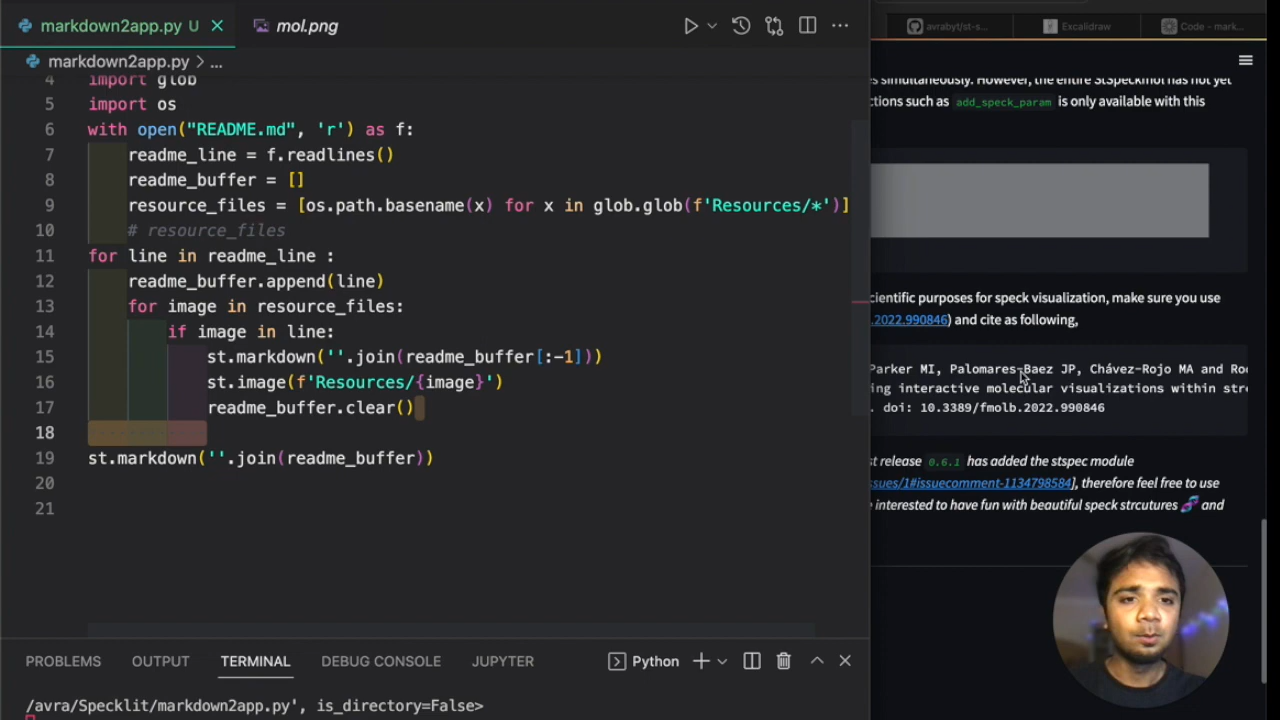 markdown2app.py U
mol.png
avrabyt/st-s...
Excalidraw
Code - mark...
markdown2app.py > ...
4 import glob
5 import os
6 with open("README.md", 'r') as f:
7 readme_line = f.readlines()
8 readme_buffer = []
9 resource_files = [os.path.basename(x) for x in glob.glob(f'Resources/*')]
10 # resource_files
11 for line in readme_line :
12 readme_buffer.append(line)
13 for image in resource_files:
14 if image in line:
15 st.markdown(''.join(readme_buffer[:-1]))
16 st.image(f'Resources/{image}')
17 readme_buffer.clear()
18
19 st.markdown(''.join(readme_buffer))
20
21
es simultaneously. However, the entire StSpeckmol has not yet
ctions such as add_speck_param is only available with this
cientific purposes for speck visualization, make sure you use
.2022.990846) and cite as following,
Parker MI, Palomares-Baez JP, Chávez-Rojo MA and Roo
ing interactive molecular visualizations within stre
. doi: 10.3389/fmolb.2022.990846
st release 0.6.1 has added the stspec module
ssues/1#issuecomment-1134798584], therefore feel free to use
e interested to have fun with beautiful speck strcutures 🧬 and
PROBLEMS OUTPUT TERMINAL DEBUG CONSOLE JUPYTER
Python
/avra/Specklit/markdown2app.py', is_directory=False>